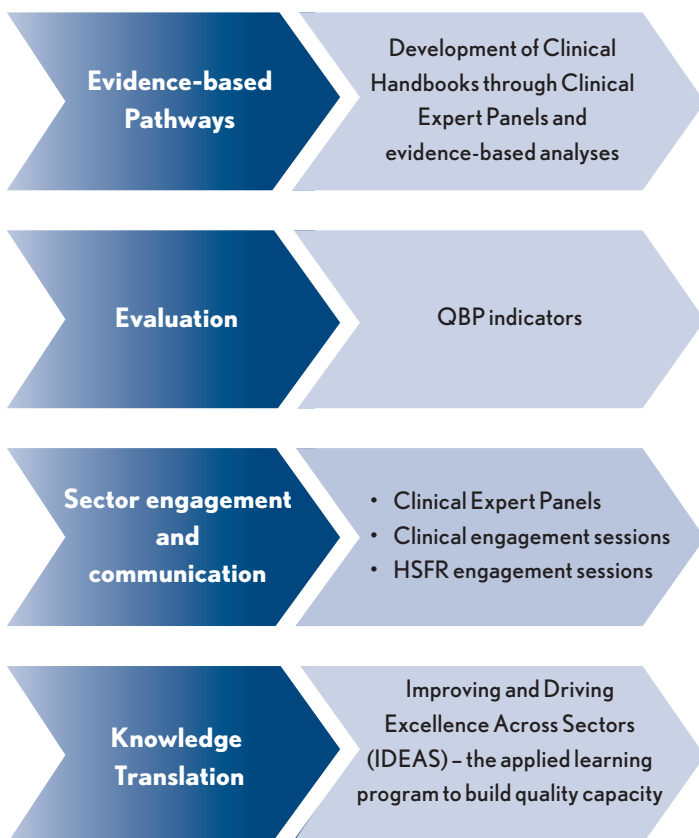 Evidence-based
Pathways
Development of Clinical
Handbooks through Clinical
Expert Panels and
evidence-based analyses
Evaluation
QBP indicators
Sector engagement
and
communication
• Clinical Expert Panels
• Clinical engagement sessions
• HSFR engagement sessions
Knowledge
Translation
Improving and Driving
Excellence Across Sectors
(IDEAS) – the applied learning
program to build quality capacity